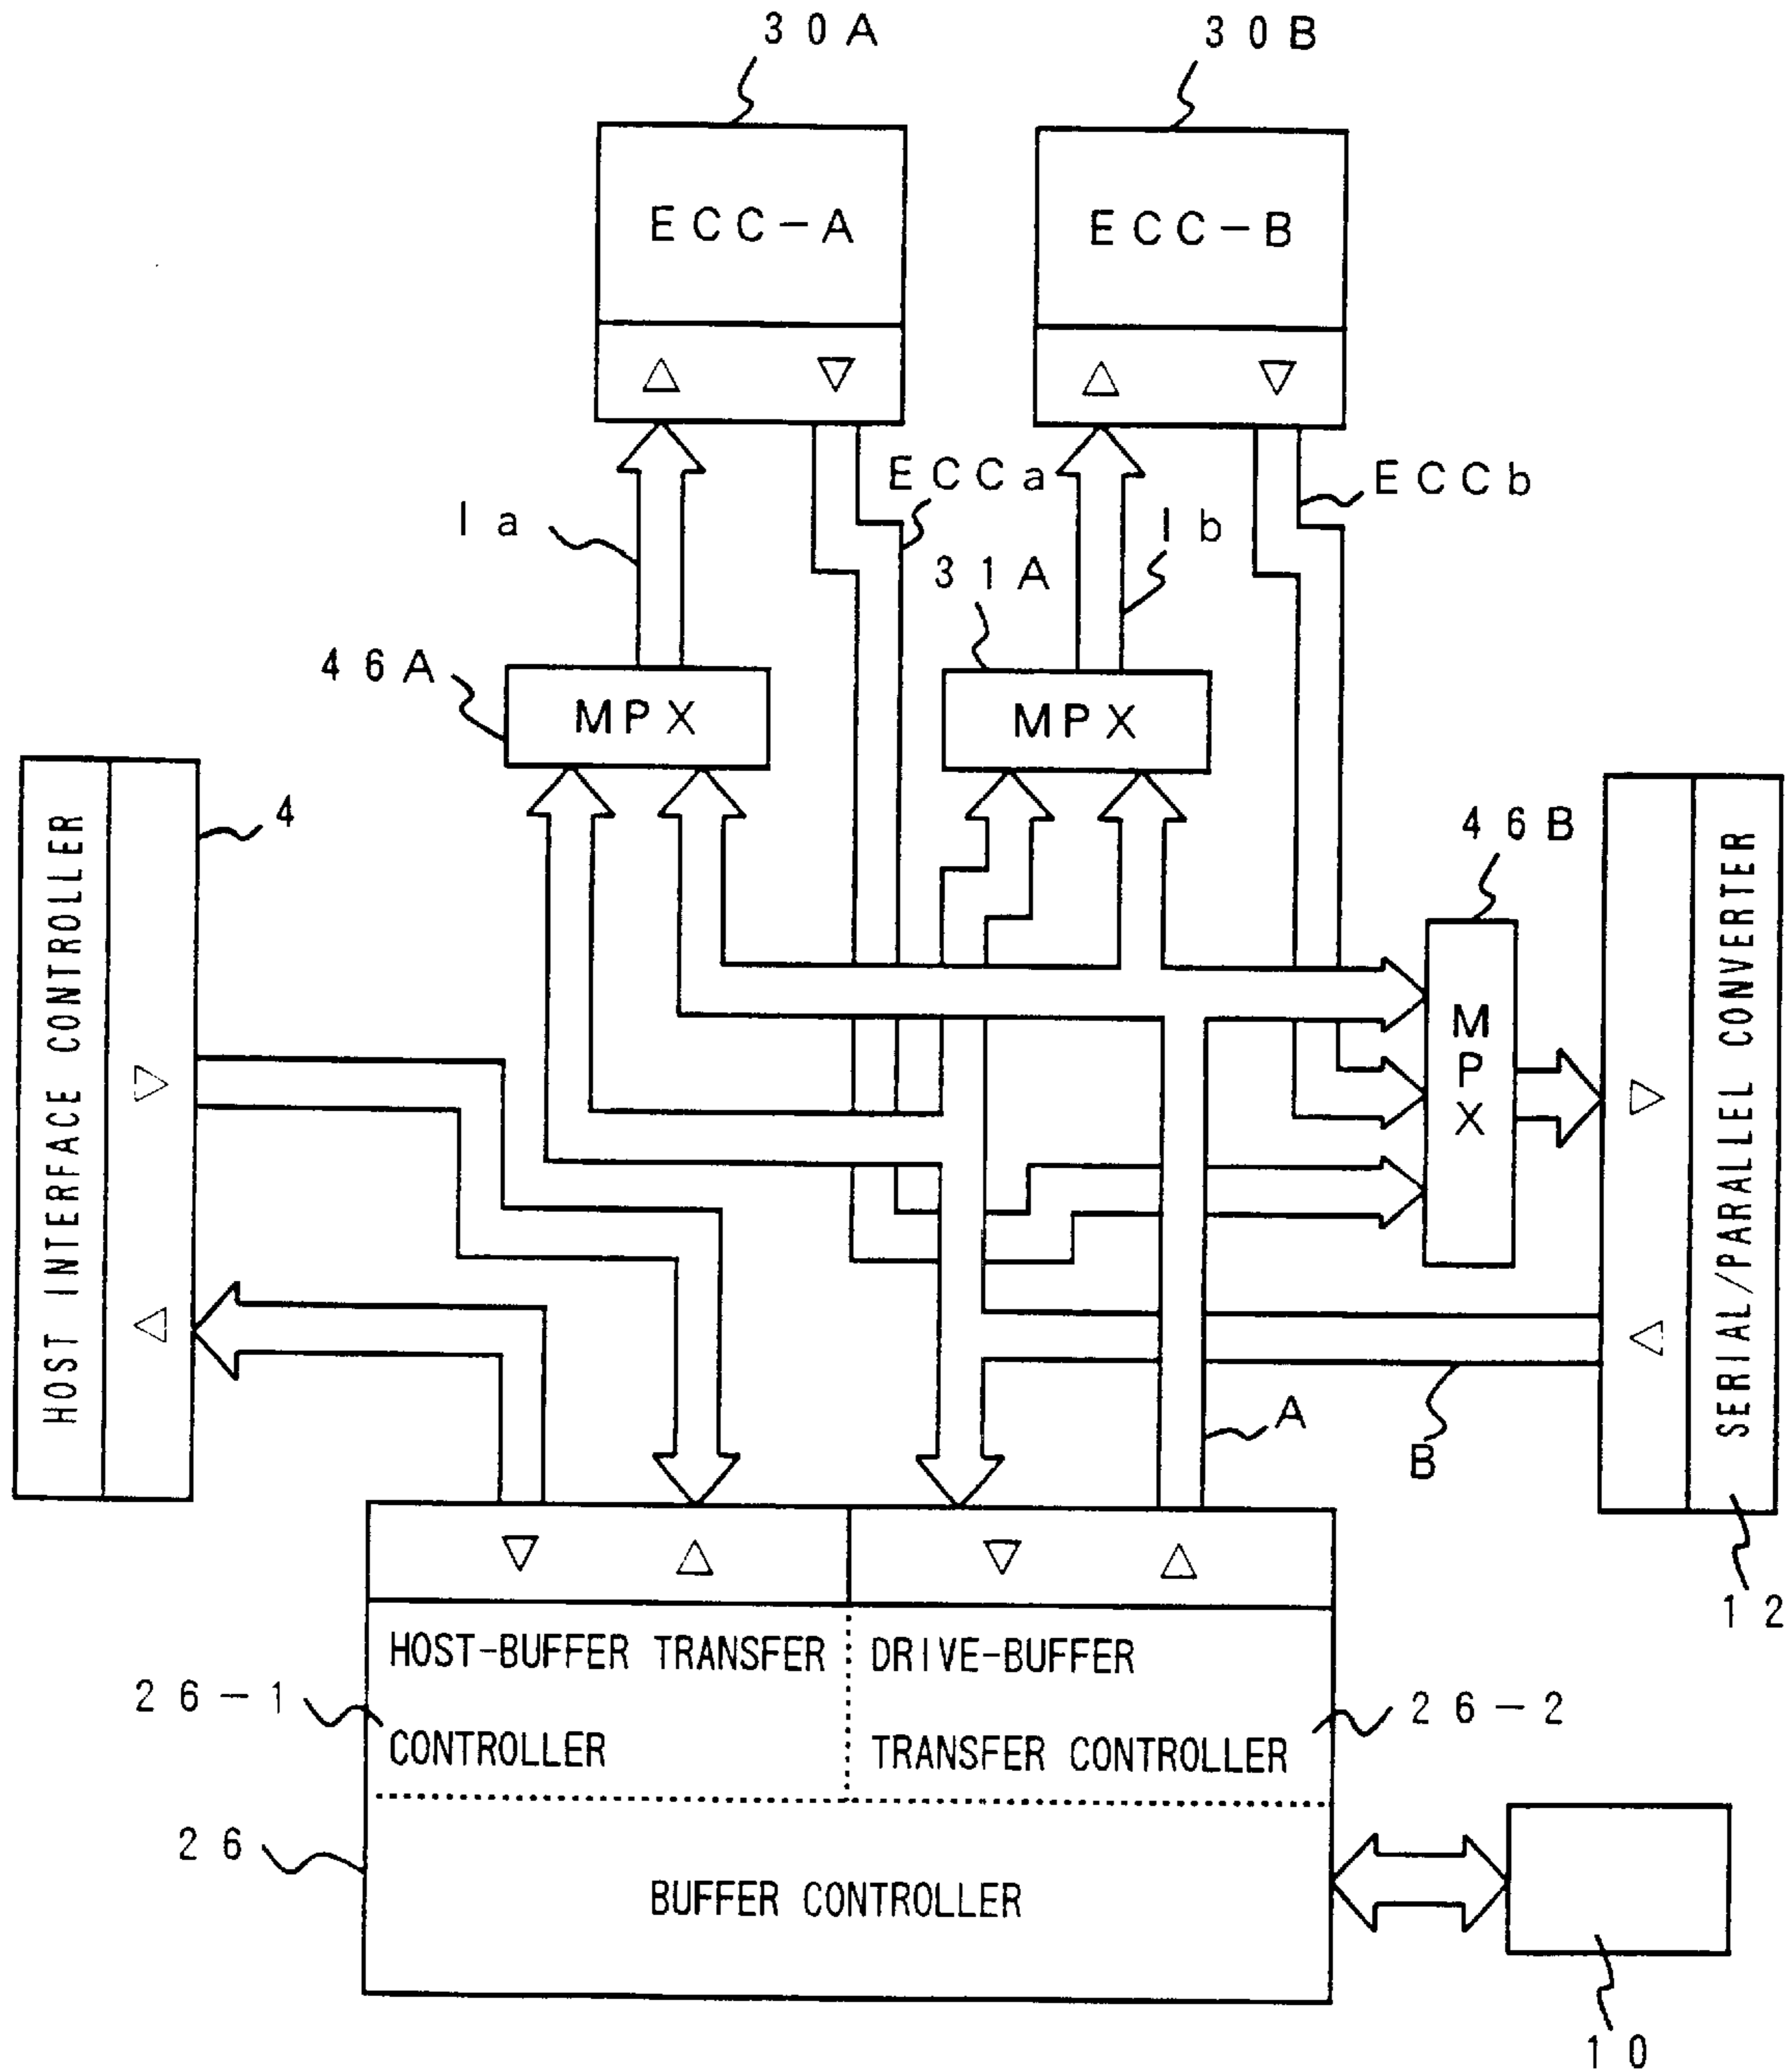 30A
30B
ECC-A
ECC-B
ECCa
ECCb
Ia
Ib
31A
46A
MPX
MPX
4
46B
HOST INTERFACE CONTROLLER
MPX
SERIAL/PARALLEL CONVERTER
A
B
12
HOST-BUFFER TRANSFER
CONTROLLER
DRIVE-BUFFER
TRANSFER CONTROLLER
26-1
26-2
26
BUFFER CONTROLLER
10